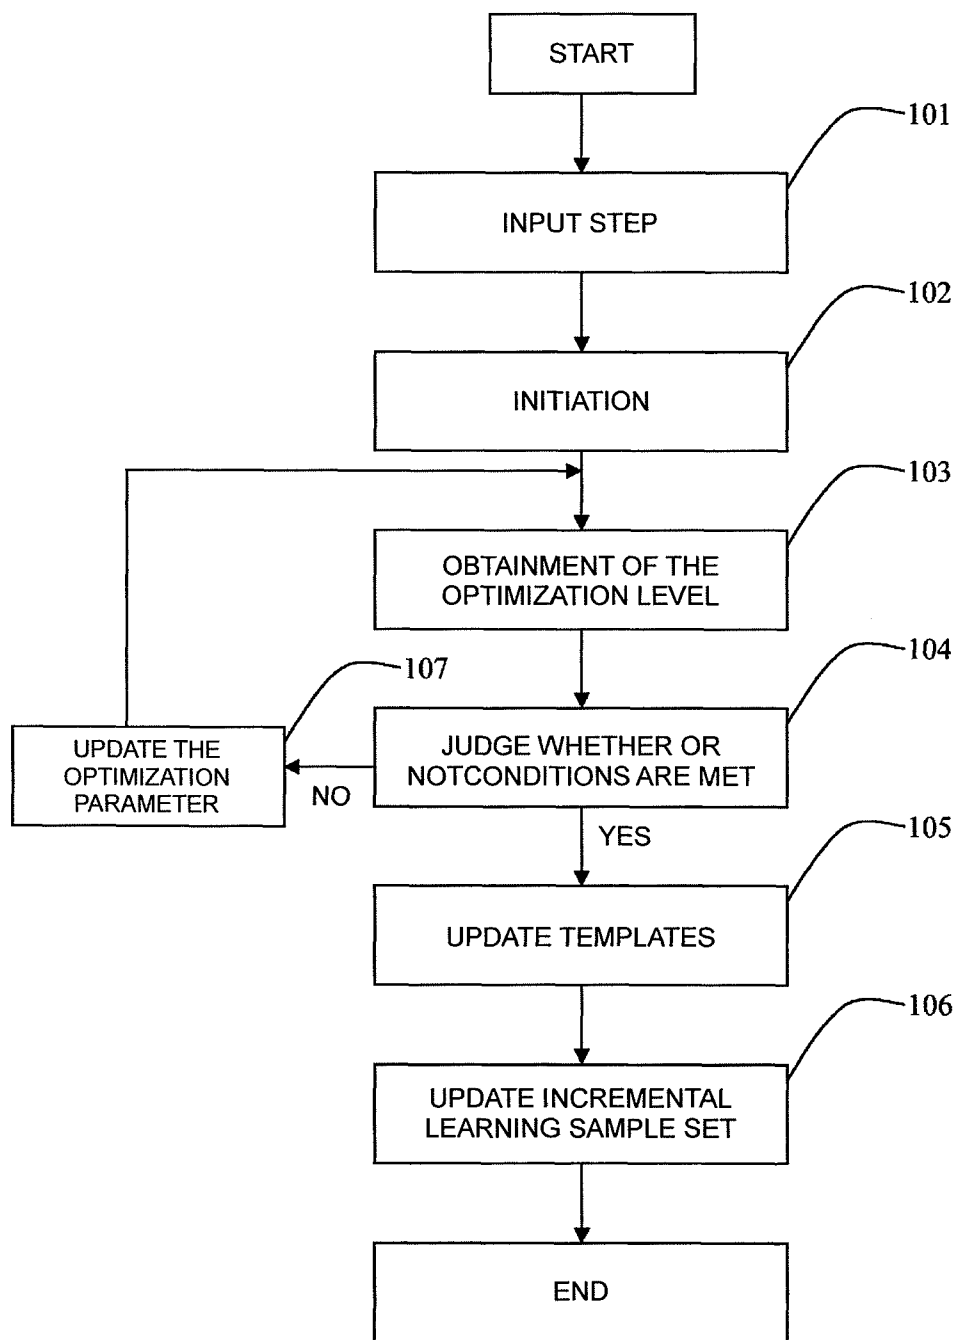 START
101
INPUT STEP
102
INITIATION
103
OBTAINMENT OF THE
OPTIMIZATION LEVEL
104
JUDGE WHETHER OR
NOTCONDITIONS ARE MET
107
UPDATE THE
OPTIMIZATION
PARAMETER
NO
YES
105
UPDATE TEMPLATES
106
UPDATE INCREMENTAL
LEARNING SAMPLE SET
END